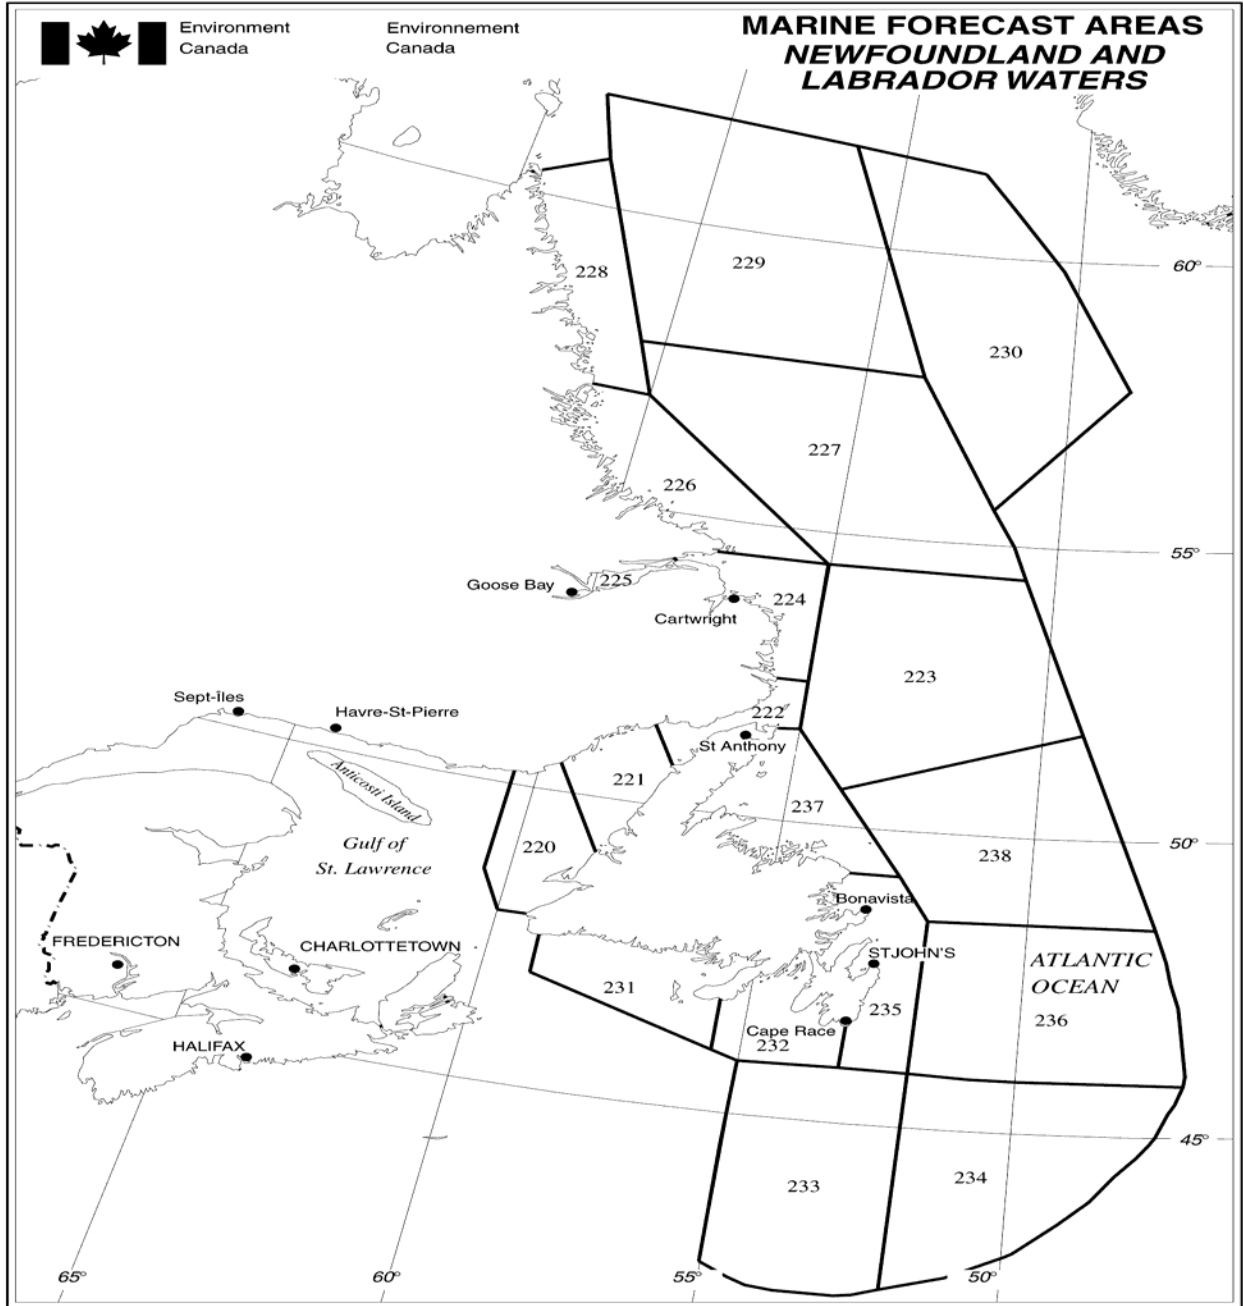 Environment
Canada
Environnement
Canada
MARINE FORECAST AREAS
NEWFOUNDLAND AND
LABRADOR WATERS
228
229
60°
230
227
226
55°
Goose Bay
225
224
Cartwright
223
Sept-îles
Havre-St-Pierre
222
St Anthony
Anticosti Island
221
237
Gulf of
St. Lawrence
220
238
50°
Bonavista
FREDERICTON
CHARLOTTETOWN
STJOHN'S
ATLANTIC
OCEAN
231
235
236
Cape Race
232
HALIFAX
45°
233
234
65°
60°
55°
50°